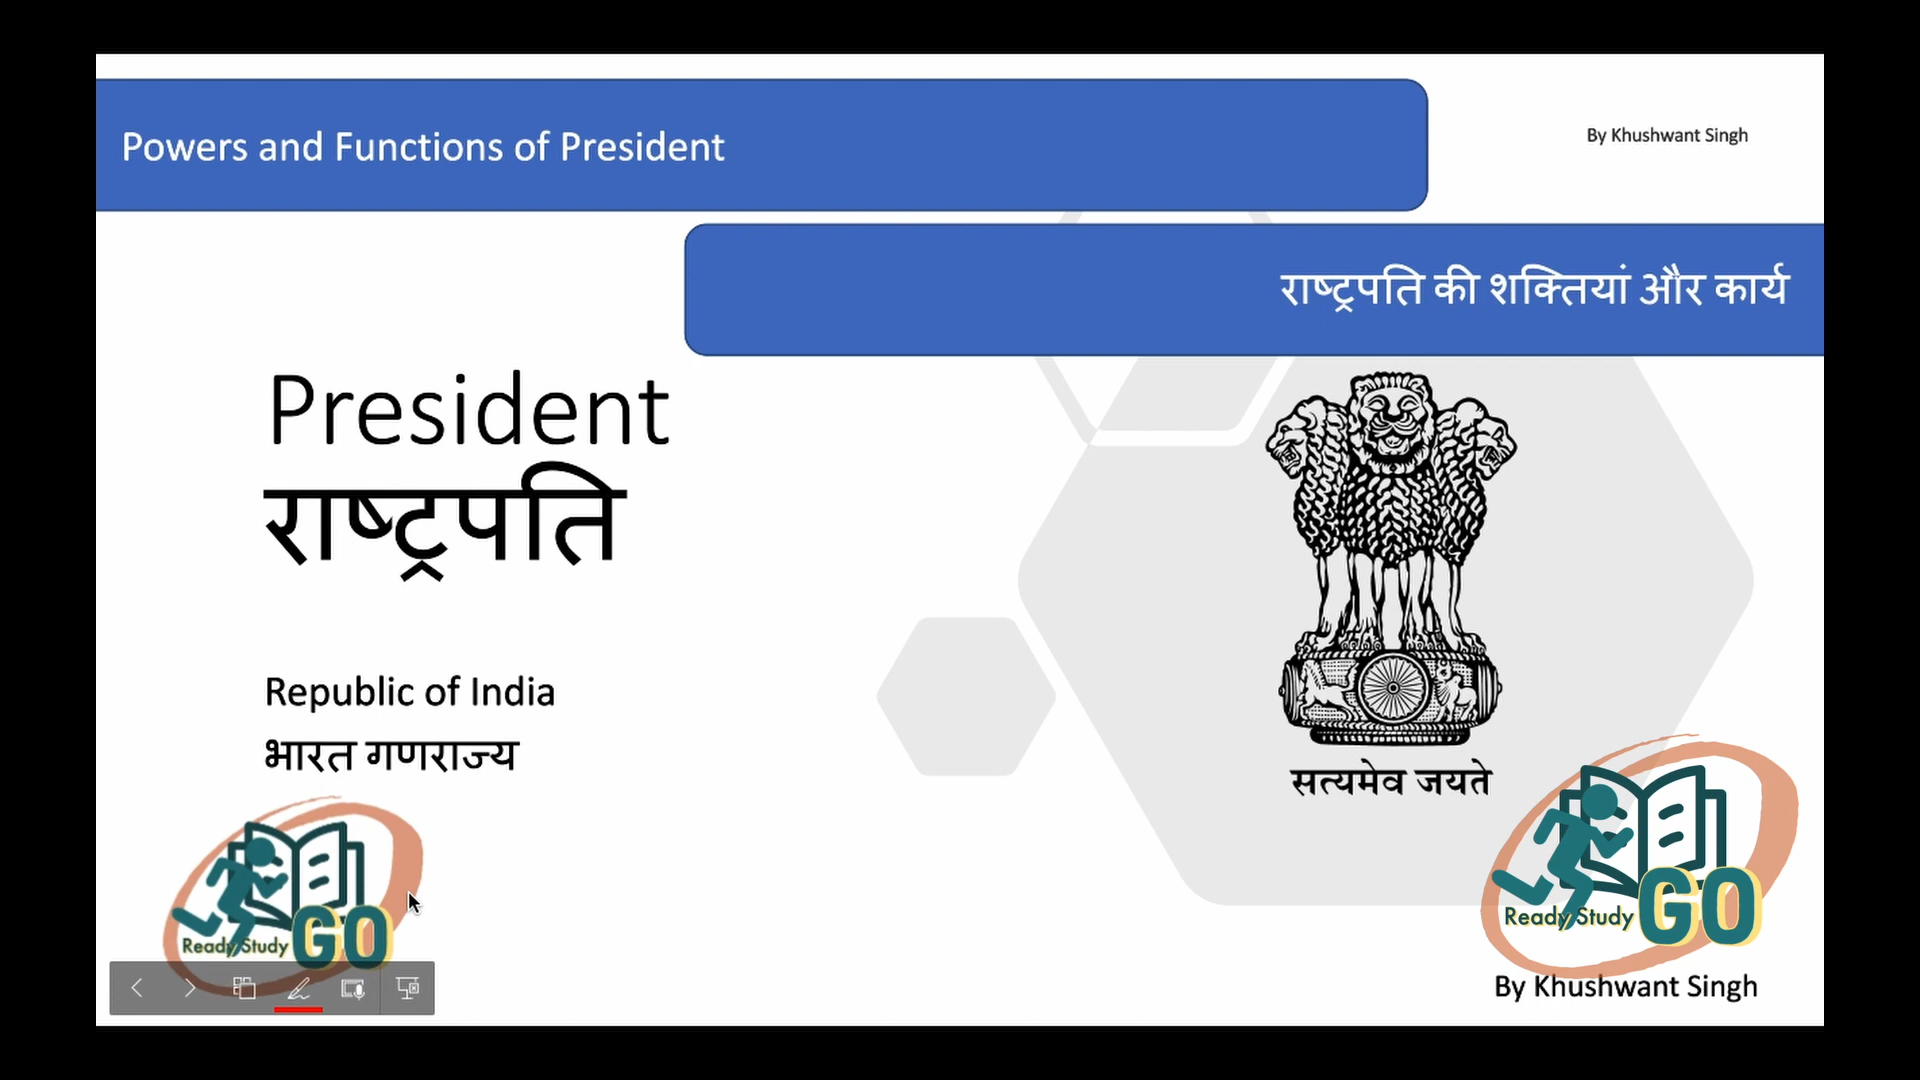 Powers and Functions of President
By Khushwant Singh
राष्ट्रपति की शक्तियां और कार्य
President
राष्ट्रपति
Republic of India
भारत गणराज्य
सत्यमेव जयते
Ready Study GO
Ready Study GO
By Khushwant Singh